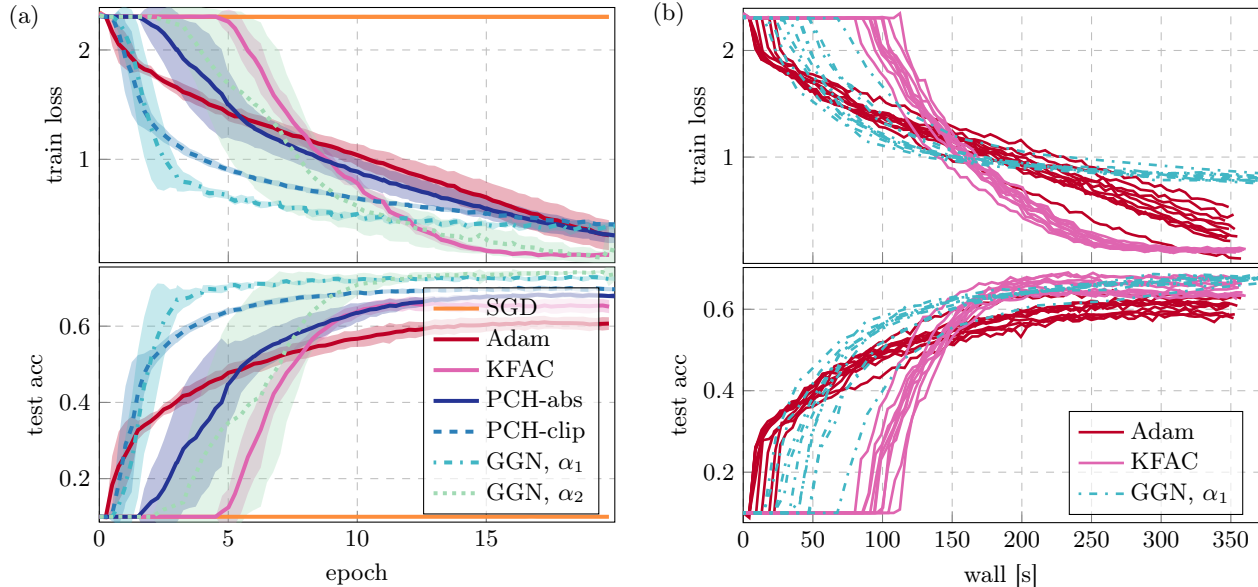 (a)
2
1
train loss
0.6
0.4
0.2
test acc
SGD
Adam
KFAC
PCH-abs
PCH-clip
GGN, α₁
GGN, α₂
0 5 10 15
epoch
(b)
2
1
train loss
0.6
0.4
0.2
test acc
Adam
KFAC
GGN, α₁
0 50 100 150 200 250 300 350
wall [s]